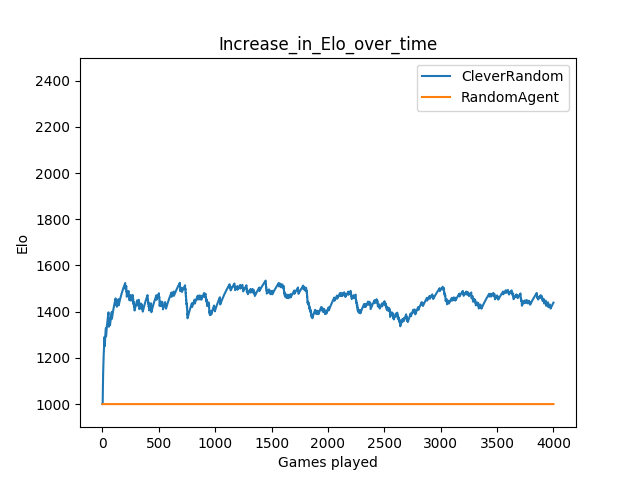 Increase_in_Elo_over_time
CleverRandom
RandomAgent
2400
2200
2000
1800
1600
1400
1200
1000
Elo
0 500 1000 1500 2000 2500 3000 3500 4000
Games played